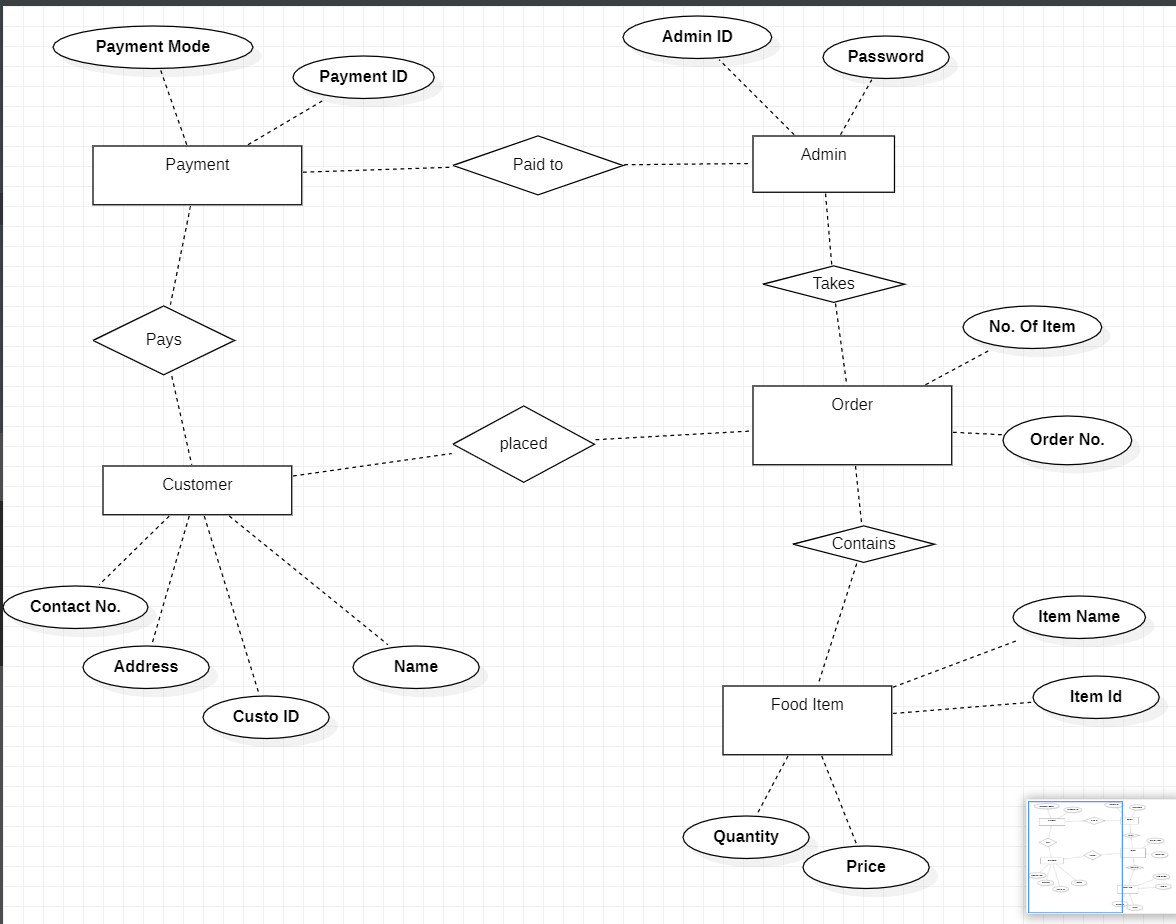 Payment Mode
Payment ID
Admin ID
Password
Payment
Paid to
Admin
Takes
Pays
No. Of Item
Order
Order No.
placed
Customer
Contains
Contact No.
Address
Custo ID
Name
Item Name
Item Id
Food Item
Quantity
Price